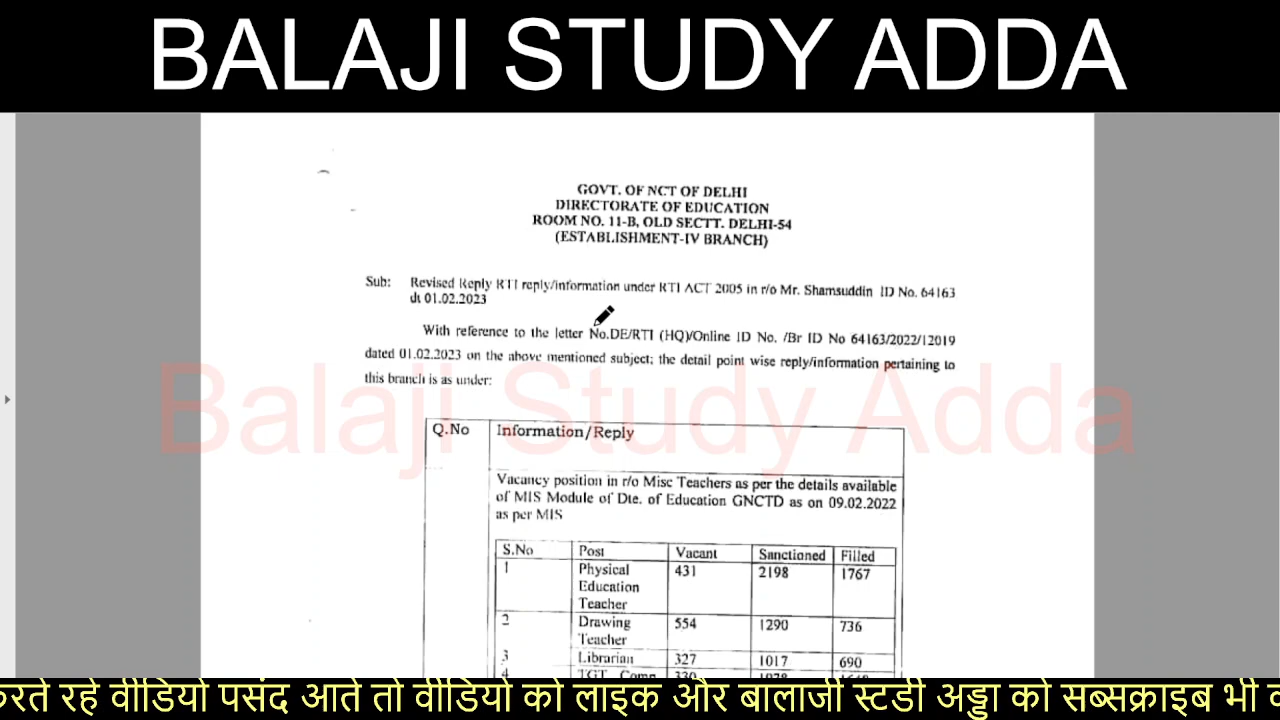 BALAJI STUDY ADDA
GOVT. OF NCT OF DELHI
DIRECTORATE OF EDUCATION
ROOM NO. 11-B, OLD SECTT. DELHI-54
(ESTABLISHMENT-IV BRANCH)
Sub: Revised Reply RTI reply/information under RTI ACT 2005 in r/o Mr. Shamsuddin ID No. 64163
dt 01.02.2023
With reference to the letter No.DE/RTI (HQ)/Online ID No. /Br ID No 64163/2022/12019
dated 01.02.2023 on the above mentioned subject; the detail point wise reply/information pertaining to
this branch is as under:
Balaji Study Adda
Q.No Information/Reply
Vacancy position in r/o Misc Teachers as per the details available
of MIS Module of Dte. of Education GNCTD as on 09.02.2022
as per MIS
S.No Post Vacant Sanctioned Filled
1 Physical Education Teacher 431 2198 1767
2 Drawing Teacher 554 1290 736
3 Librarian 327 1017 690
4 TGT Comp 330
रहे वीडियो पसंद आते तो वीडियो को लाइक और बालाजी स्टडी अड्डा को सब्सक्राइब भी